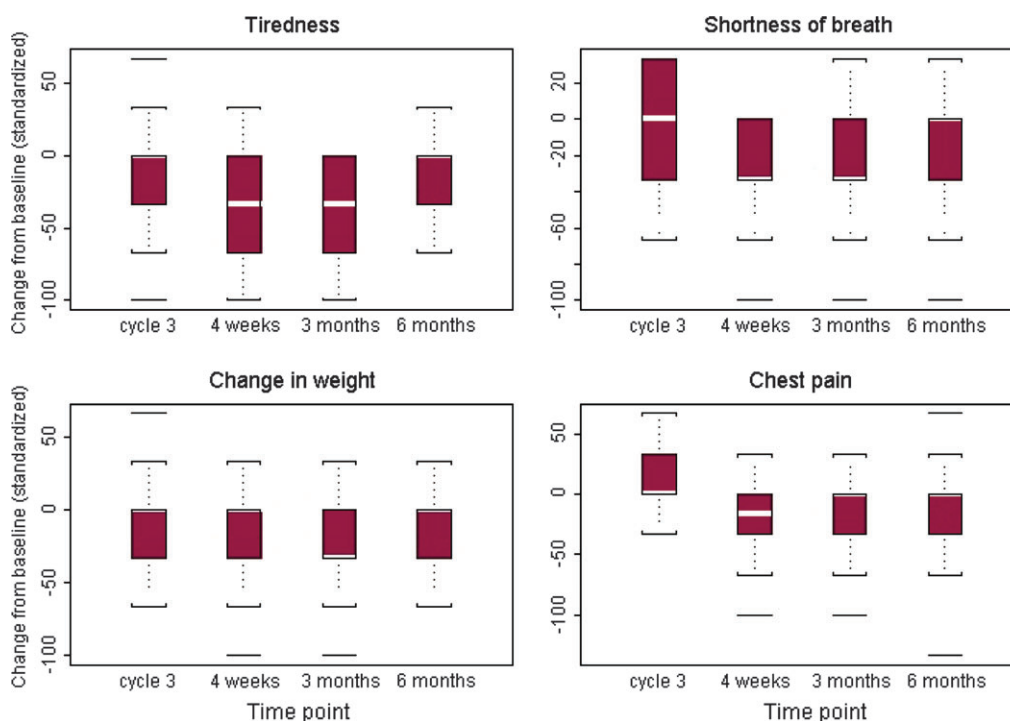 Tiredness
Change from baseline (standardized)
50
0
-50
-100
cycle 3
4 weeks
3 months
6 months
Shortness of breath
20
0
-20
-60
-100
cycle 3
4 weeks
3 months
6 months
Change in weight
Change from baseline (standardized)
50
0
-50
-100
cycle 3
4 weeks
3 months
6 months
Time point
Chest pain
50
0
-50
-100
cycle 3
4 weeks
3 months
6 months
Time point